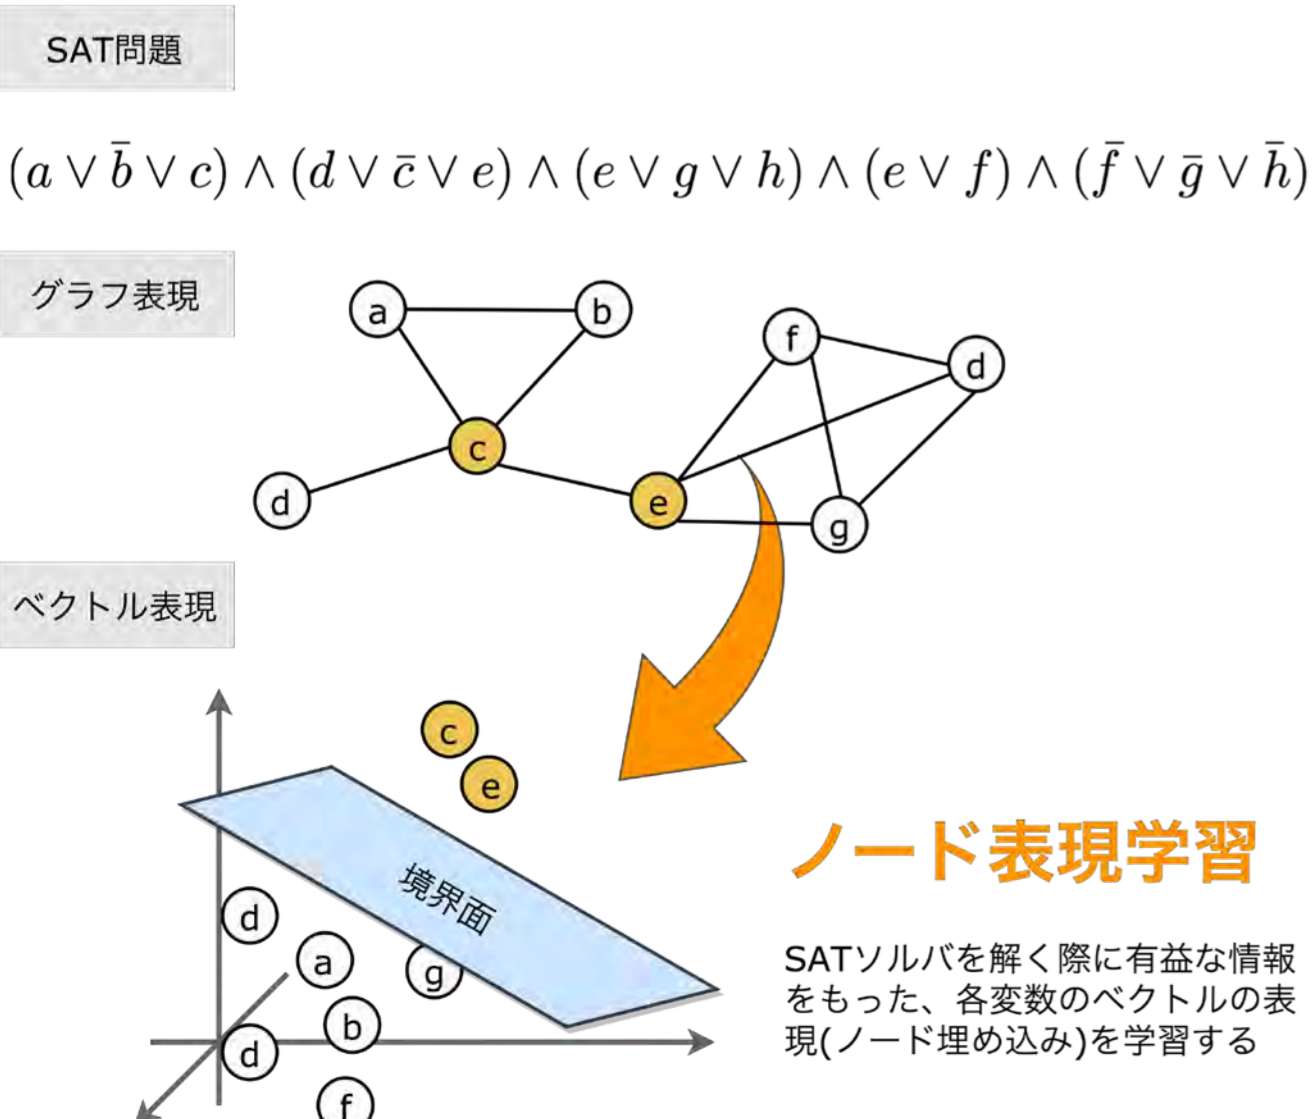 SAT問題
(a ∨ b̄ ∨ c) ∧ (d ∨ c̄ ∨ e) ∧ (e ∨ g ∨ h) ∧ (e ∨ f) ∧ (f̄ ∨ ḡ ∨ h̄)
グラフ表現
a
b
f
d
c
d
e
g
ベクトル表現
c
e
境界面
ノード表現学習
d
a
g
SATソルバを解く際に有益な情報
をもった、各変数のベクトルの表
現(ノード埋め込み)を学習する
b
d
f